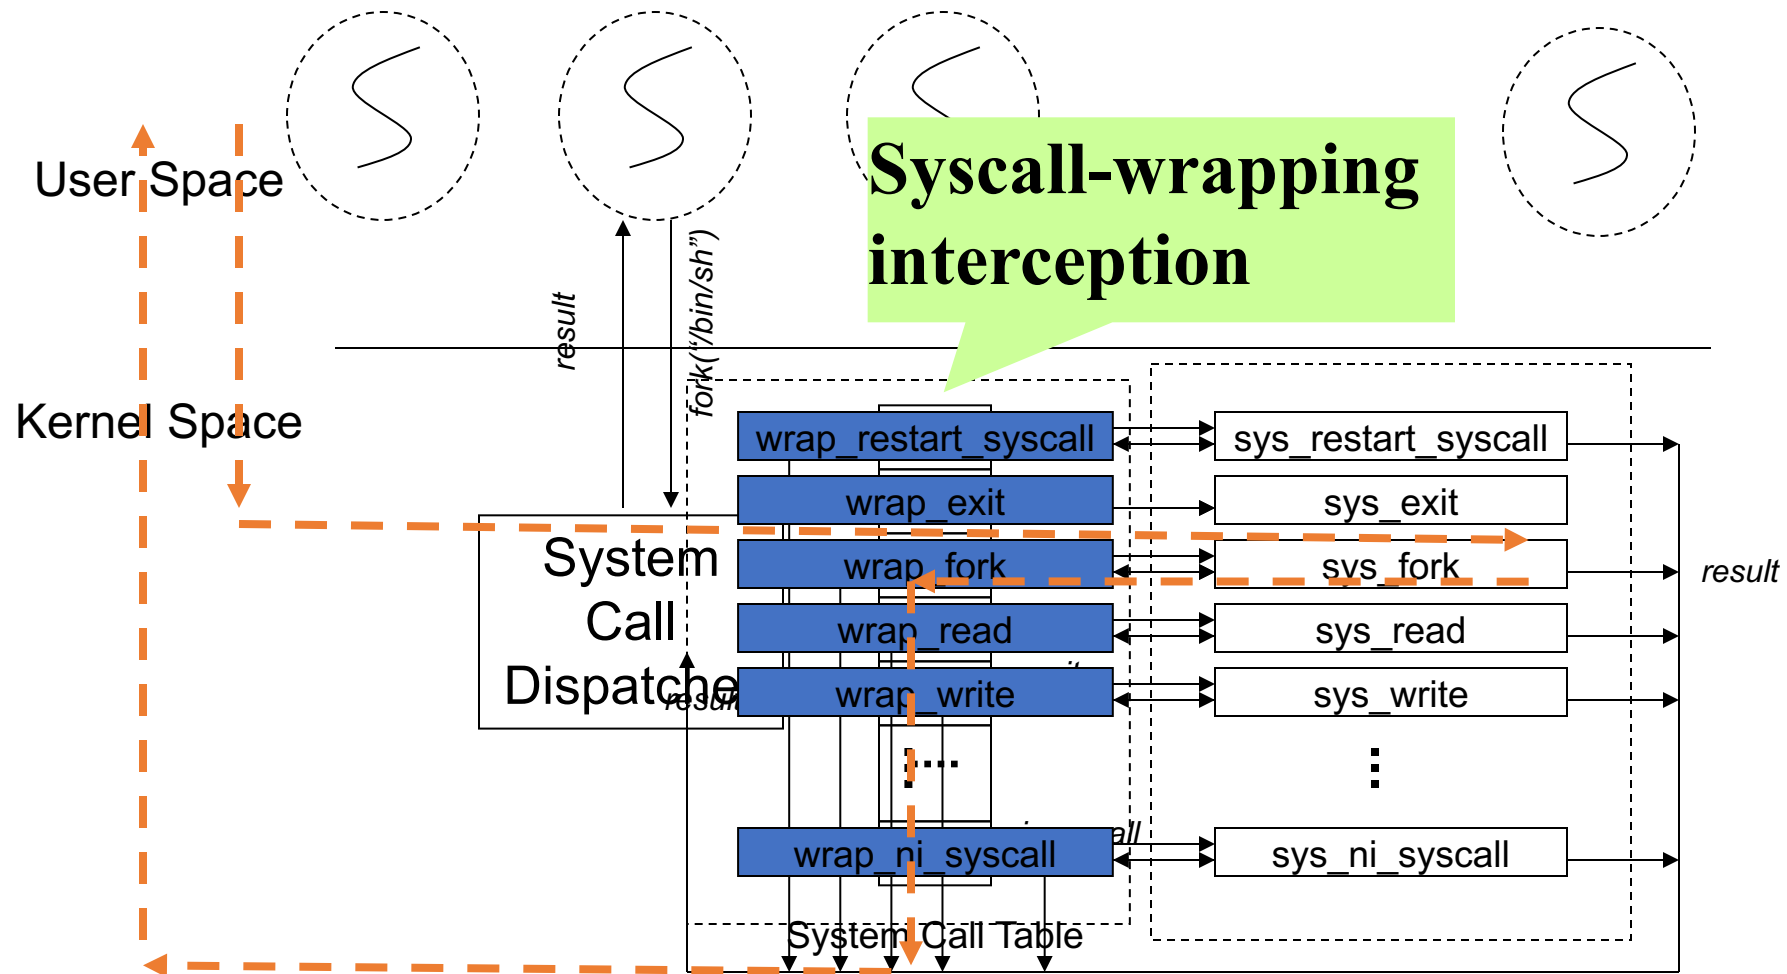 Syscall-wrapping
interception
User Space
result
fork(“/bin/sh”)
Kernel Space
wrap_restart_syscall
sys_restart_syscall
wrap_exit
sys_exit
System
Call
Dispatcher
wrap_fork
sys_fork
result
wrap_read
sys_read
result
wrap_write
sys_write
wrap_ni_syscall
sys_ni_syscall
System Call Table